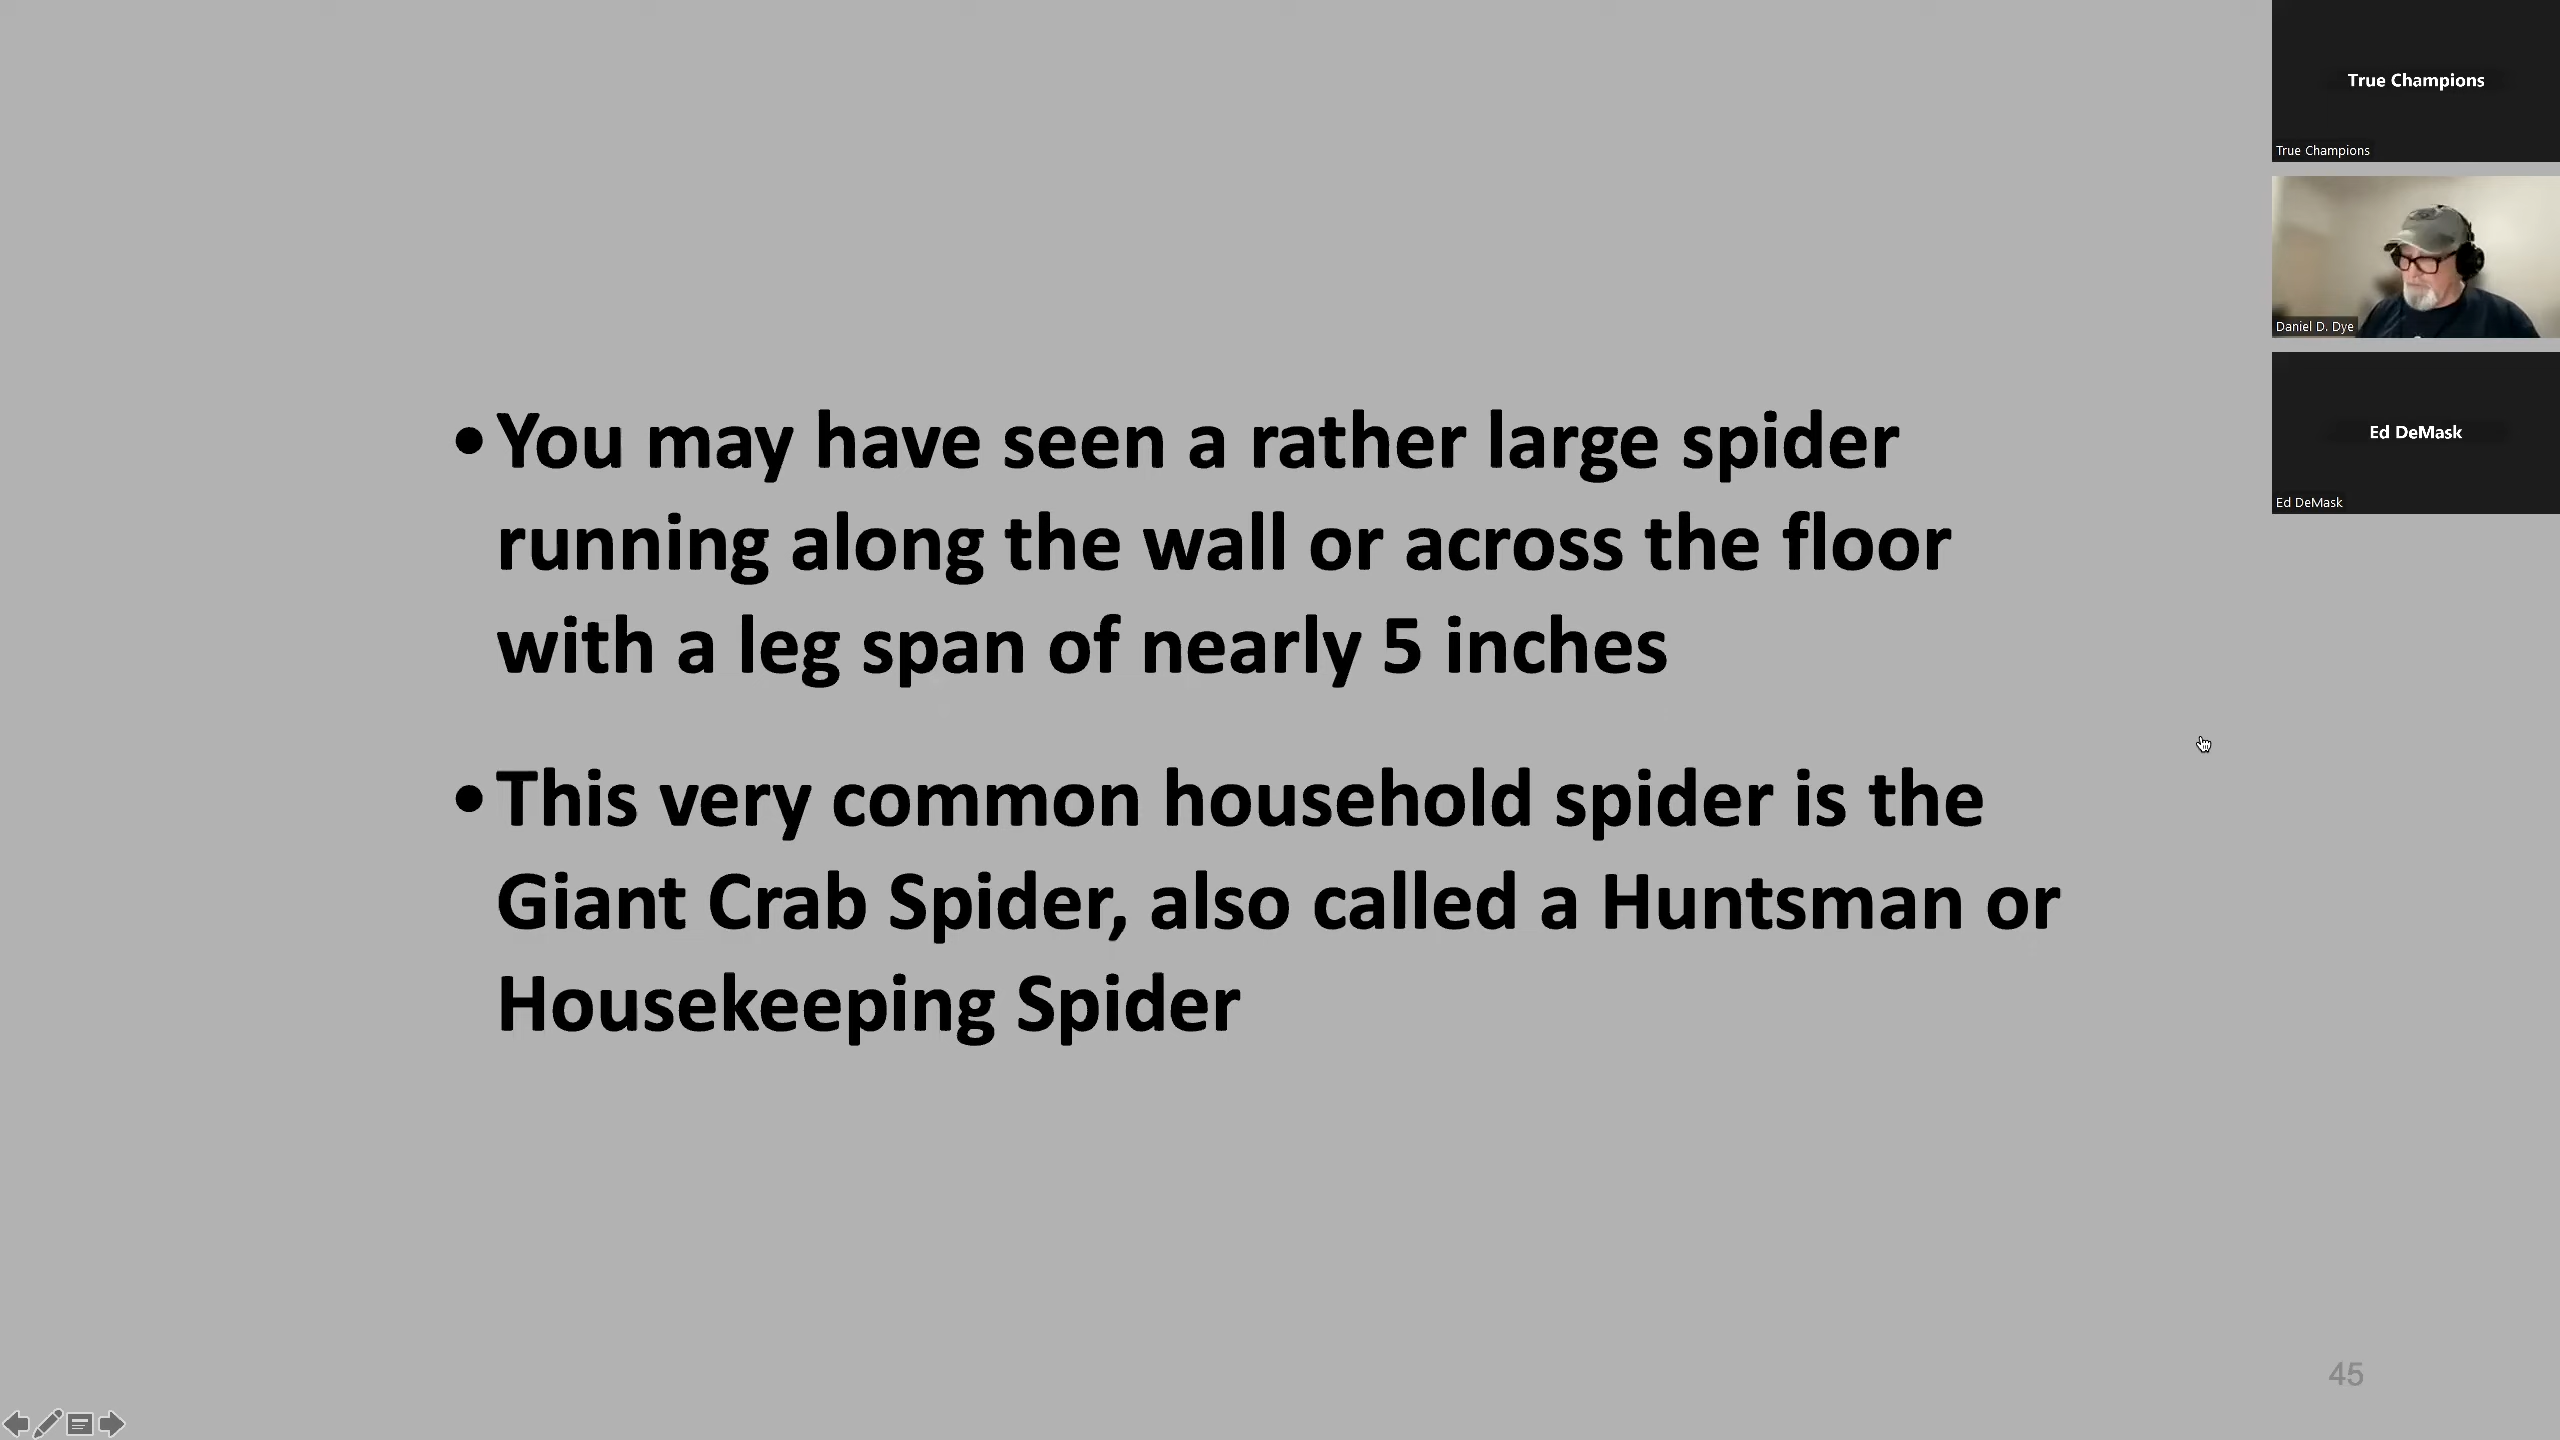 •You may have seen a rather large spider
running along the wall or across the floor
with a leg span of nearly 5 inches
•This very common household spider is the
Giant Crab Spider, also called a Huntsman or
Housekeeping Spider
45
True Champions
True Champions
Daniel D. Dye
Ed DeMask
Ed DeMask